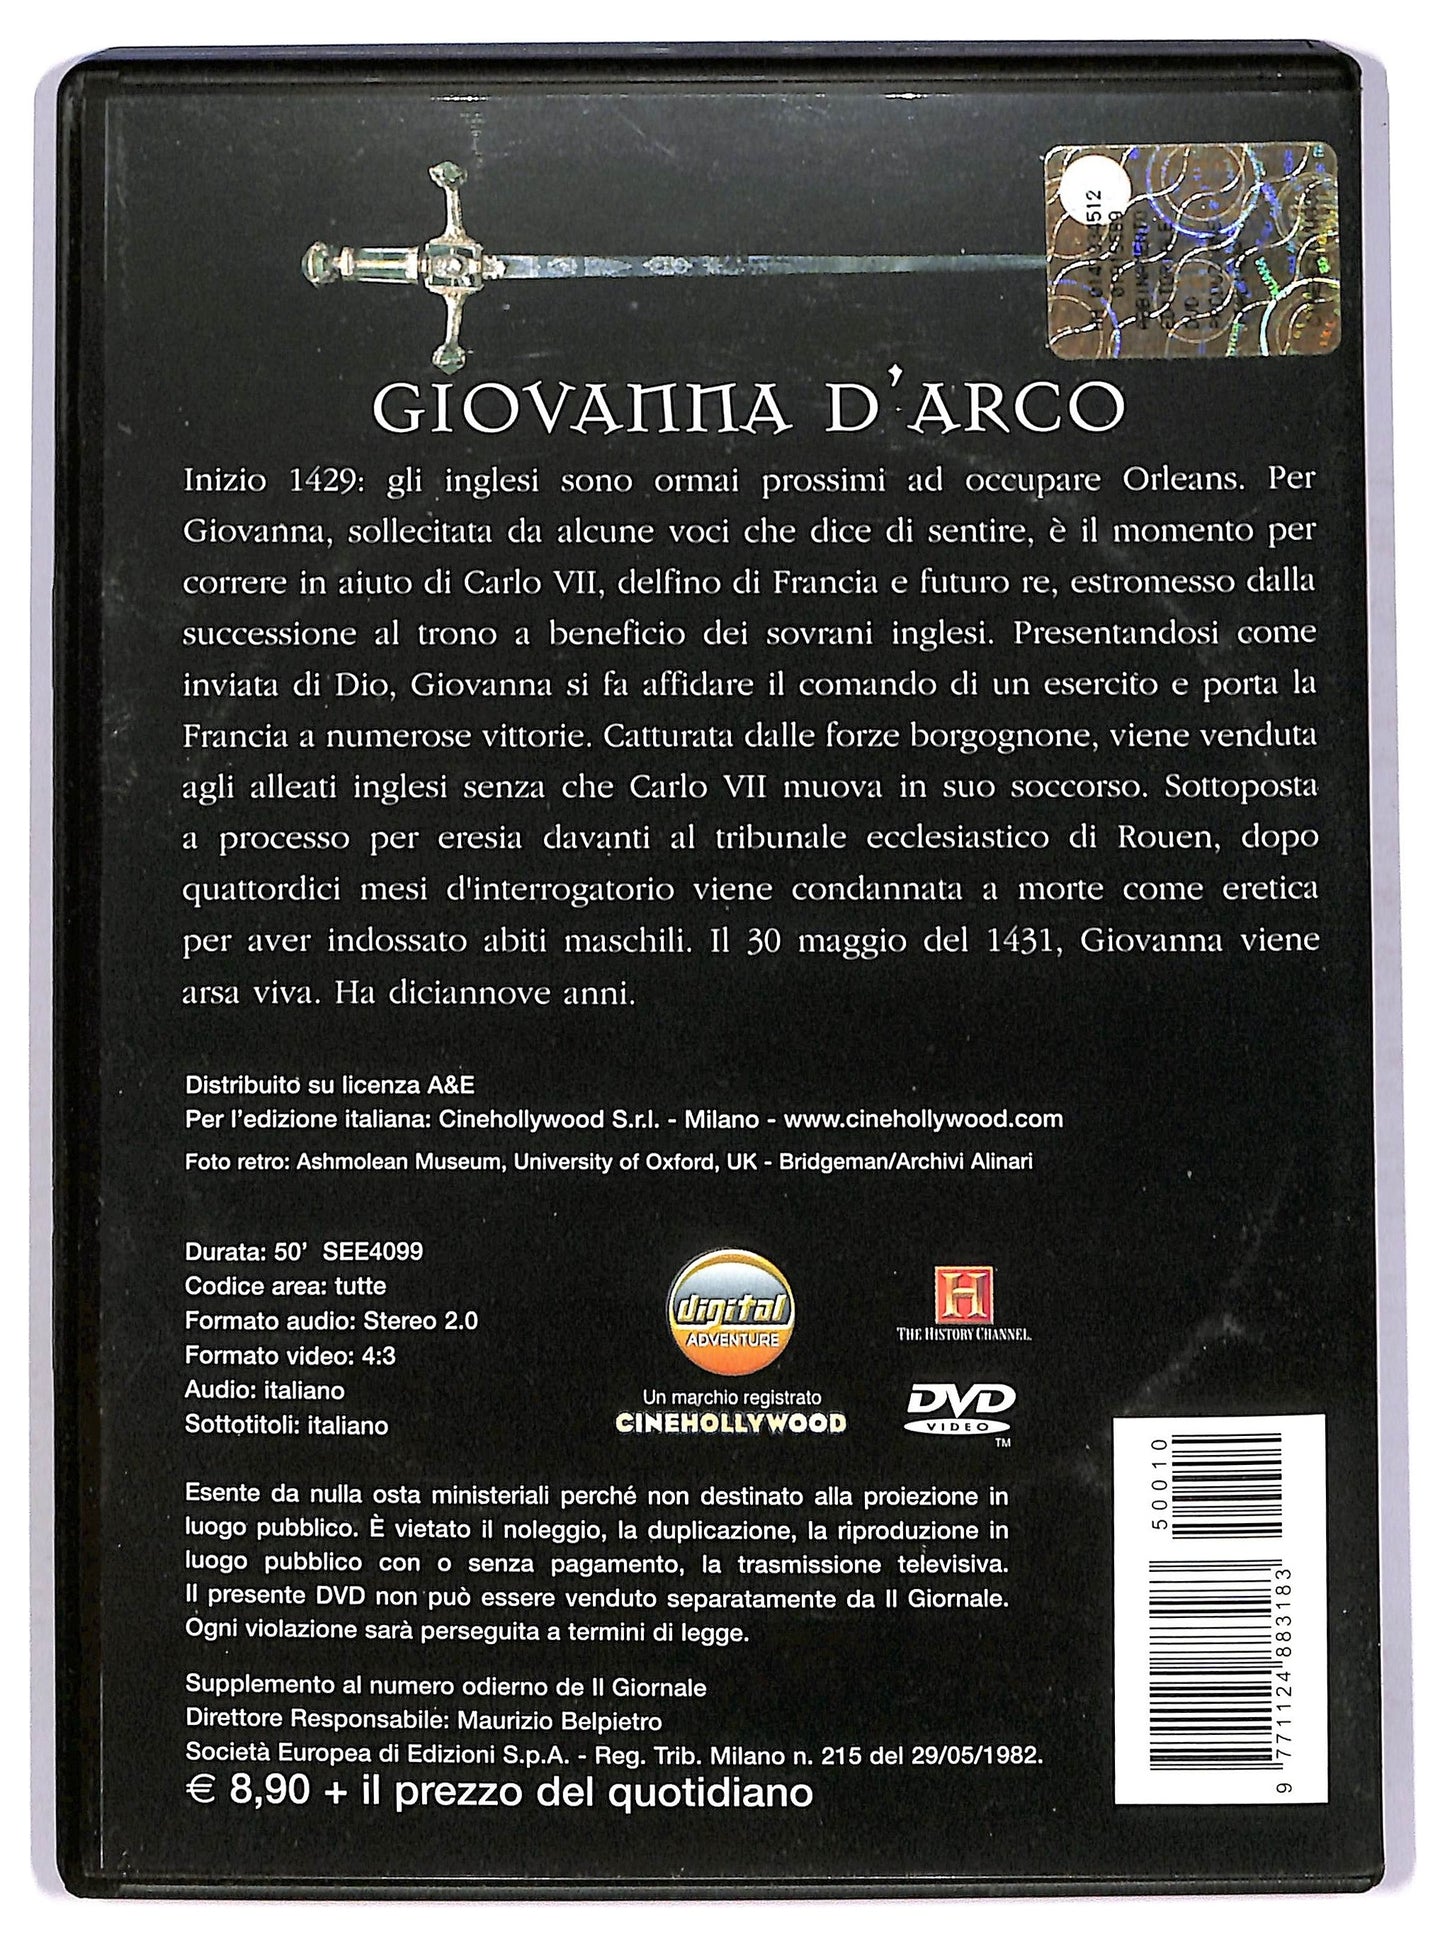 GIOVANNA D'ARCO
Inizio 1429: gli inglesi sono ormai prossimi ad occupare Orleans. Per
Giovanna, sollecitata da alcune voci che dice di sentire, è il momento per
correre in aiuto di Carlo VII, delfino di Francia e futuro re, estromesso dalla
successione al trono a beneficio dei sovrani inglesi. Presentandosi come
inviata di Dio, Giovanna si fa affidare il comando di un esercito e porta la
Francia a numerose vittorie. Catturata dalle forze borgognone, viene venduta
agli alleati inglesi senza che Carlo VII muova in suo soccorso. Sottoposta
a processo per eresia davanti al tribunale ecclesiastico di Rouen, dopo
quattordici mesi d'interrogatorio viene condannata a morte come eretica
per aver indossato abiti maschili. Il 30 maggio del 1431, Giovanna viene
arsa viva. Ha diciannove anni.
Distribuito su licenza A&E
Per l'edizione italiana: Cinehollywood S.r.l. - Milano - www.cinehollywood.com
Foto retro: Ashmolean Museum, University of Oxford, UK - Bridgeman/Archivi Alinari
Durata: 50' SEE4099
Codice area: tutte
Formato audio: Stereo 2.0
Formato video: 4:3
Audio: italiano
Sottotitoli: italiano
digital
ADVENTURE
Un marchio registrato
CINEHOLLYWOOD
H
THE HISTORY CHANNEL.
DVD
VIDEO
TM
Esente da nulla osta ministeriali perché non destinato alla proiezione in
luogo pubblico. È vietato il noleggio, la duplicazione, la riproduzione in
luogo pubblico con o senza pagamento, la trasmissione televisiva.
Il presente DVD non può essere venduto separatamente da Il Giornale.
Ogni violazione sarà perseguita a termini di legge.
Supplemento al numero odierno de Il Giornale
Direttore Responsabile: Maurizio Belpietro
Società Europea di Edizioni S.p.A. - Reg. Trib. Milano n. 215 del 29/05/1982.
€ 8,90 + il prezzo del quotidiano
50010
9 771124 883183